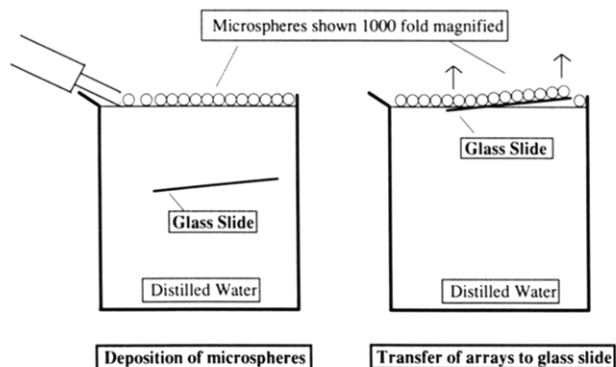 Microspheres shown 1000 fold magnified
Glass Slide
Glass Slide
Distilled Water
Distilled Water
Deposition of microspheres
Transfer of arrays to glass slide